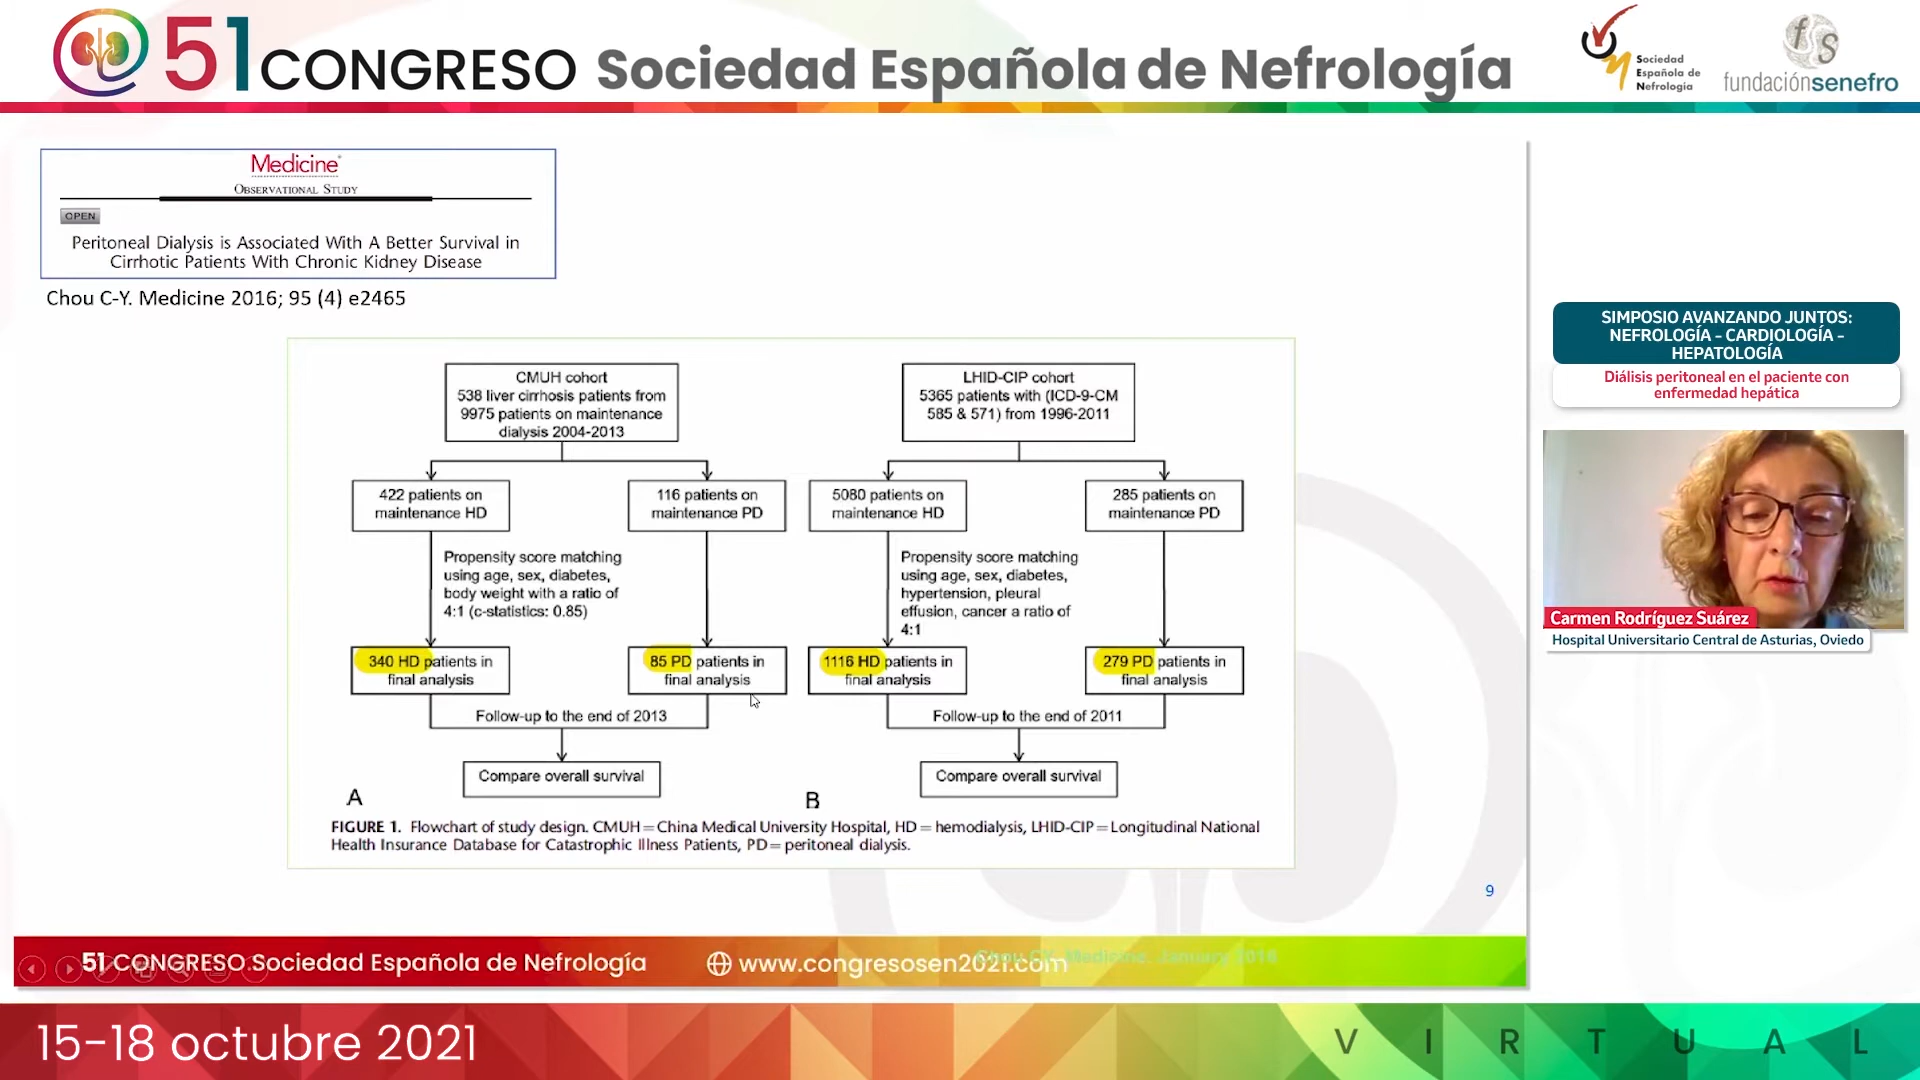 51 CONGRESO Sociedad Española de Nefrología
Sociedad
Española de
Nefrología
fS
fundaciónsenefro
Medicine®
OBSERVATIONAL STUDY
OPEN
Peritoneal Dialysis is Associated With A Better Survival in
Cirrhotic Patients With Chronic Kidney Disease
Chou C-Y. Medicine 2016; 95 (4) e2465
CMUH cohort
538 liver cirrhosis patients from
9975 patients on maintenance
dialysis 2004-2013
422 patients on
maintenance HD
116 patients on
maintenance PD
Propensity score matching
using age, sex, diabetes,
body weight with a ratio of
4:1 (c-statistics: 0.85)
340 HD patients in
final analysis
85 PD patients in
final analysis
Follow-up to the end of 2013
Compare overall survival
A
LHID-CIP cohort
5365 patients with (ICD-9-CM
585 & 571) from 1996-2011
5080 patients on
maintenance HD
285 patients on
maintenance PD
Propensity score matching
using age, sex, diabetes,
hypertension, pleural
effusion, cancer a ratio of
4:1
1116 HD patients in
final analysis
279 PD patients in
final analysis
Follow-up to the end of 2011
Compare overall survival
B
FIGURE 1. Flowchart of study design. CMUH=China Medical University Hospital, HD=hemodialysis, LHID-CIP=Longitudinal National
Health Insurance Database for Catastrophic Illness Patients, PD=peritoneal dialysis.
9
51 CONGRESO Sociedad Española de Nefrología
www.congresosen2021.com
Chou CY. Medicine. January 2016
SIMPOSIO AVANZANDO JUNTOS:
NEFROLOGÍA - CARDIOLOGÍA -
HEPATOLOGÍA
Diálisis peritoneal en el paciente con
enfermedad hepática
Carmen Rodríguez Suárez
Hospital Universitario Central de Asturias, Oviedo
15-18 octubre 2021
VIRTUAL